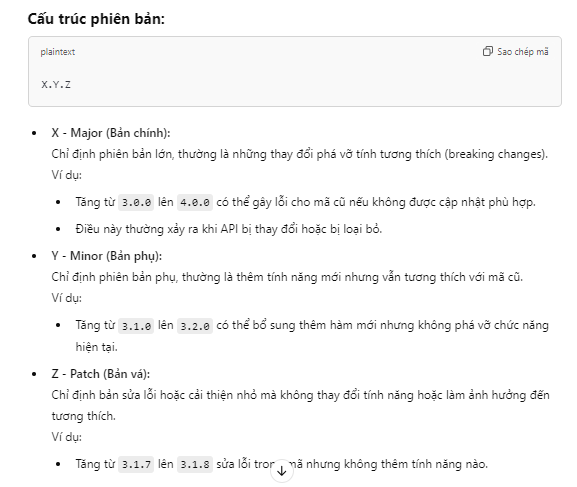 Cấu trúc phiên bản:
plaintext
Sao chép mã
X.Y.Z
X - Major (Bản chính):
Chỉ định phiên bản lớn, thường là những thay đổi phá vỡ tính tương thích (breaking changes).
Ví dụ:
Tăng từ 3.0.0 lên 4.0.0 có thể gây lỗi cho mã cũ nếu không được cập nhật phù hợp.
Điều này thường xảy ra khi API bị thay đổi hoặc bị loại bỏ.
Y - Minor (Bản phụ):
Chỉ định phiên bản phụ, thường là thêm tính năng mới nhưng vẫn tương thích với mã cũ.
Ví dụ:
Tăng từ 3.1.0 lên 3.2.0 có thể bổ sung thêm hàm mới nhưng không phá vỡ chức năng
hiện tại.
Z - Patch (Bản vá):
Chỉ định bản sửa lỗi hoặc cải thiện nhỏ mà không thay đổi tính năng hoặc làm ảnh hưởng đến
tương thích.
Ví dụ:
Tăng từ 3.1.7 lên 3.1.8 sửa lỗi trong mã nhưng không thêm tính năng nào.